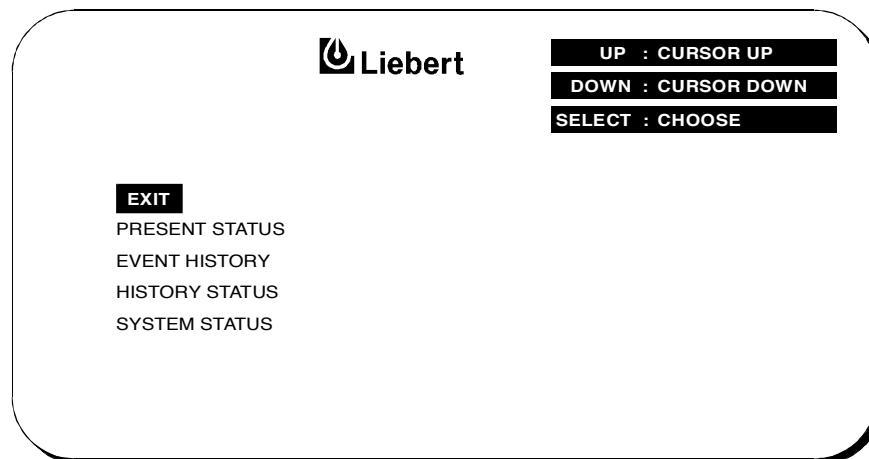 Liebert
UP : CURSOR UP
DOWN : CURSOR DOWN
SELECT : CHOOSE
EXIT
PRESENT STATUS
EVENT HISTORY
HISTORY STATUS
SYSTEM STATUS